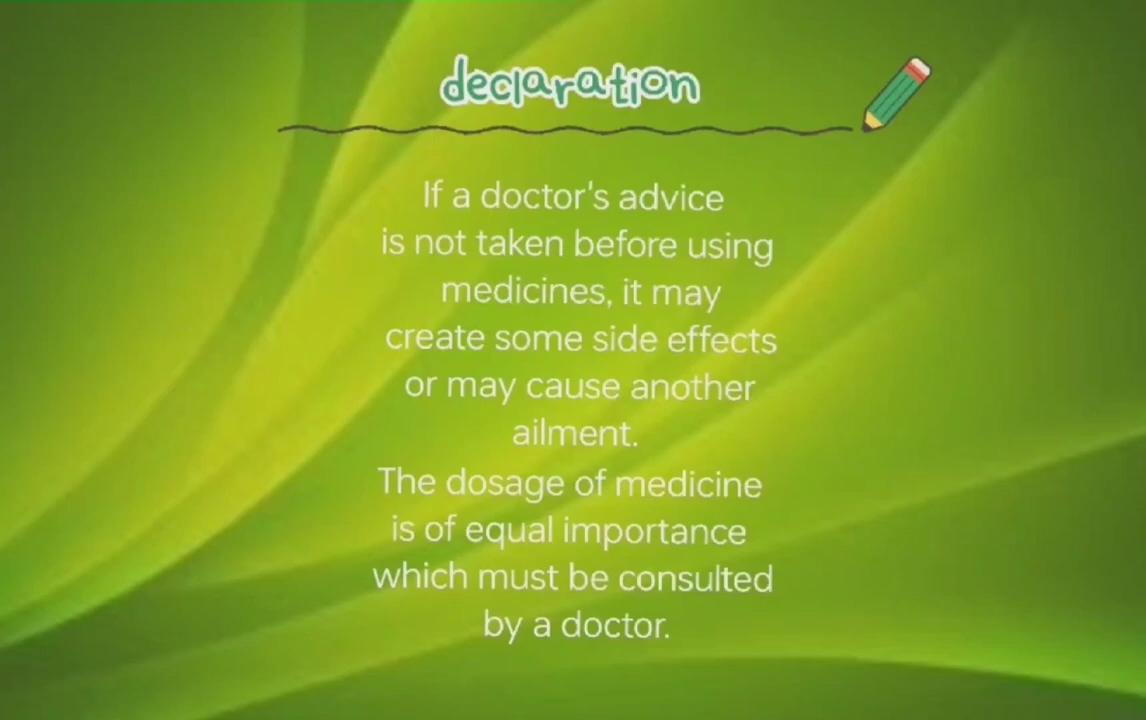 declaration
If a doctor's advice
is not taken before using
medicines, it may
create some side effects
or may cause another
ailment.
The dosage of medicine
is of equal importance
which must be consulted
by a doctor.